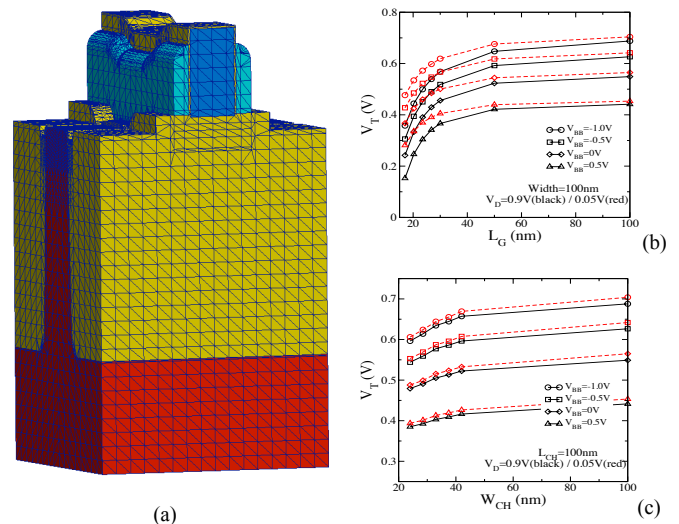 0.8
0.6
0.4
0.2
0
V_T (V)
V_BB=-1.0V
V_BB=-0.5V
V_BB=0V
V_BB=0.5V
Width=100nm
V_D=0.9V(black) / 0.05V(red)
20 40 60 80 100
L_G (nm)
(b)
0.7
0.6
0.5
0.4
0.3
V_T (V)
V_BB=-1.0V
V_BB=-0.5V
V_BB=0V
V_BB=0.5V
L_CH=100nm
V_D=0.9V(black) / 0.05V(red)
20 40 60 80 100
W_CH (nm)
(c)
(a)